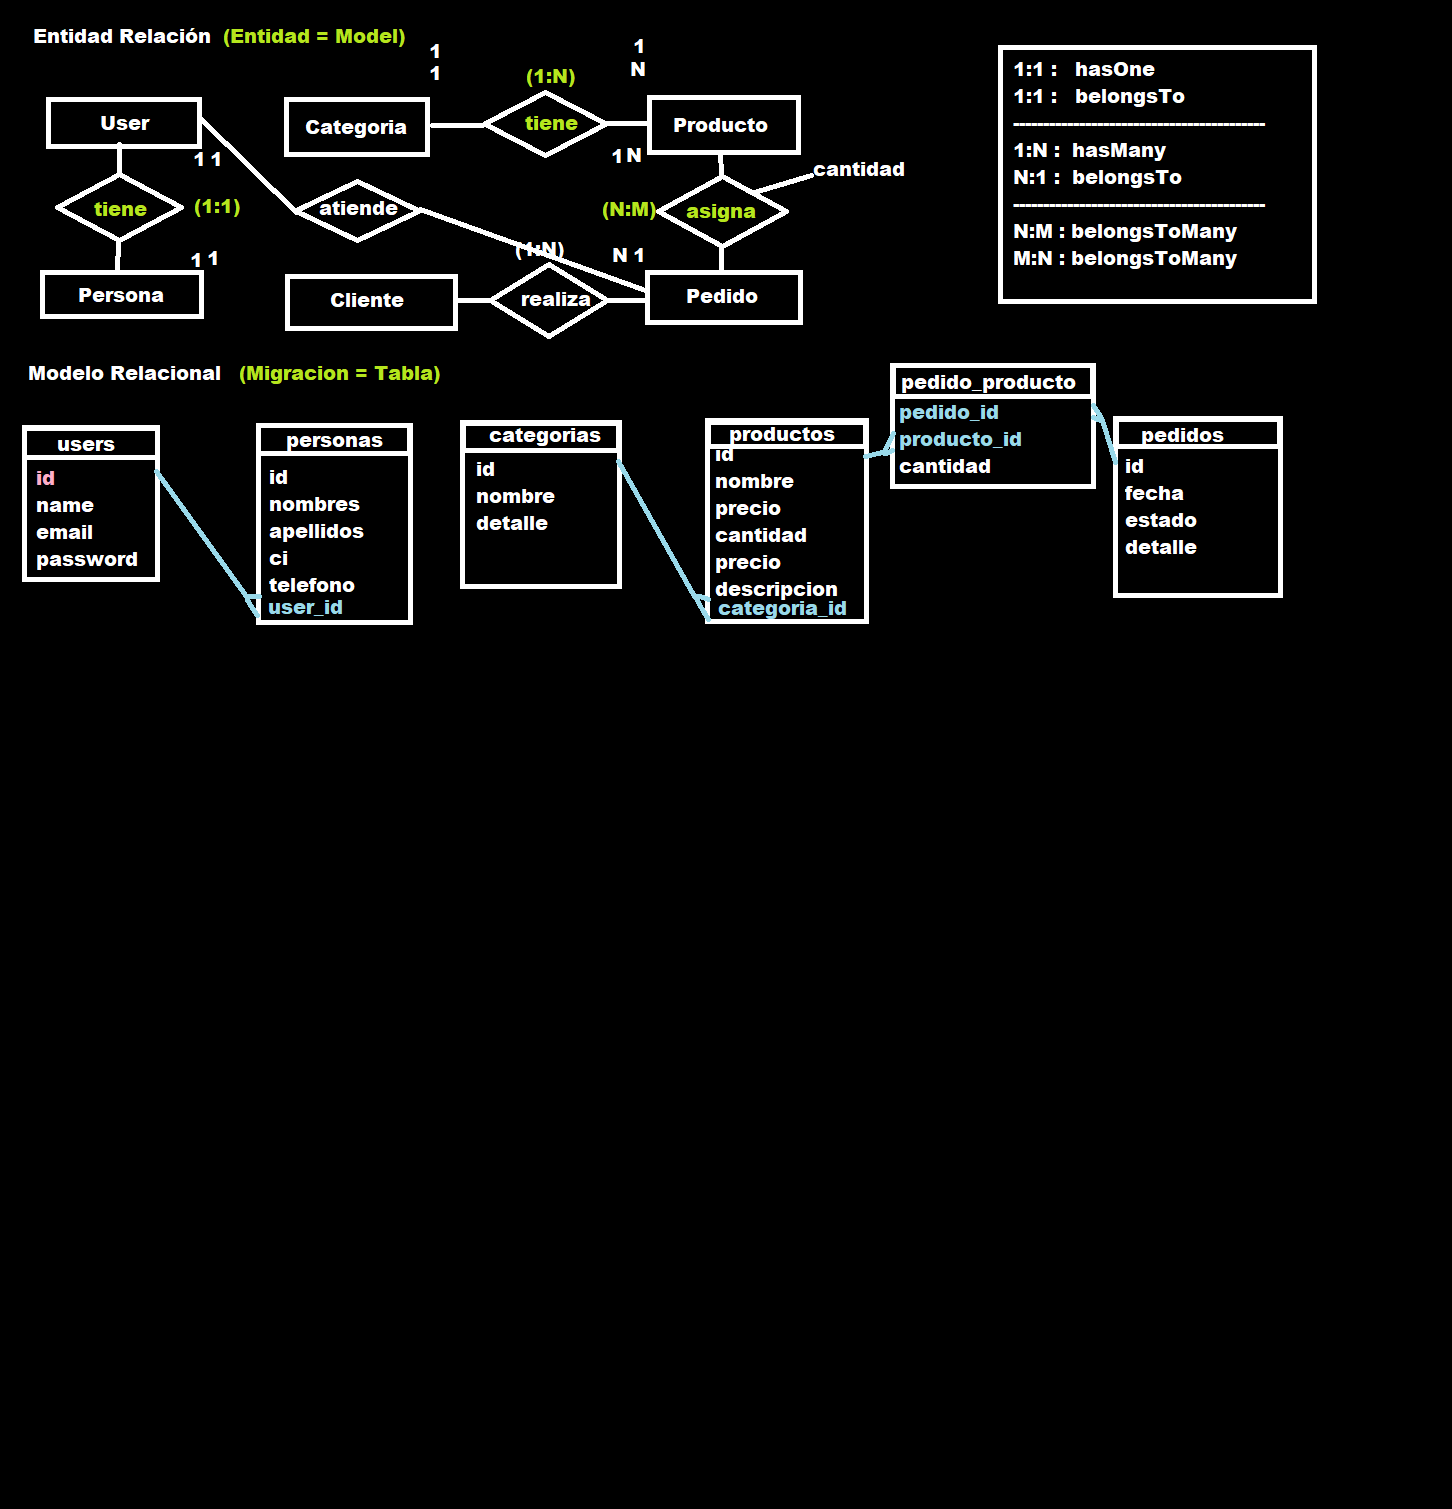 Entidad Relación (Entidad = Model)
1
1
1
N
(1:N)
User
Categoria
tiene
Producto
1 1
1 N
cantidad
tiene
(1:1)
atiende
(N:M)
asigna
(1:N)
N 1
1 1
Persona
Cliente
realiza
Pedido
1:1 : hasOne
1:1 : belongsTo
------------------------------------------
1:N : hasMany
N:1 : belongsTo
------------------------------------------
N:M : belongsToMany
M:N : belongsToMany
Modelo Relacional (Migracion = Tabla)
users
id
name
email
password
personas
id
nombres
apellidos
ci
telefono
user_id
categorias
id
nombre
detalle
productos
id
nombre
precio
cantidad
precio
descripcion
categoria_id
pedido_producto
pedido_id
producto_id
cantidad
pedidos
id
fecha
estado
detalle